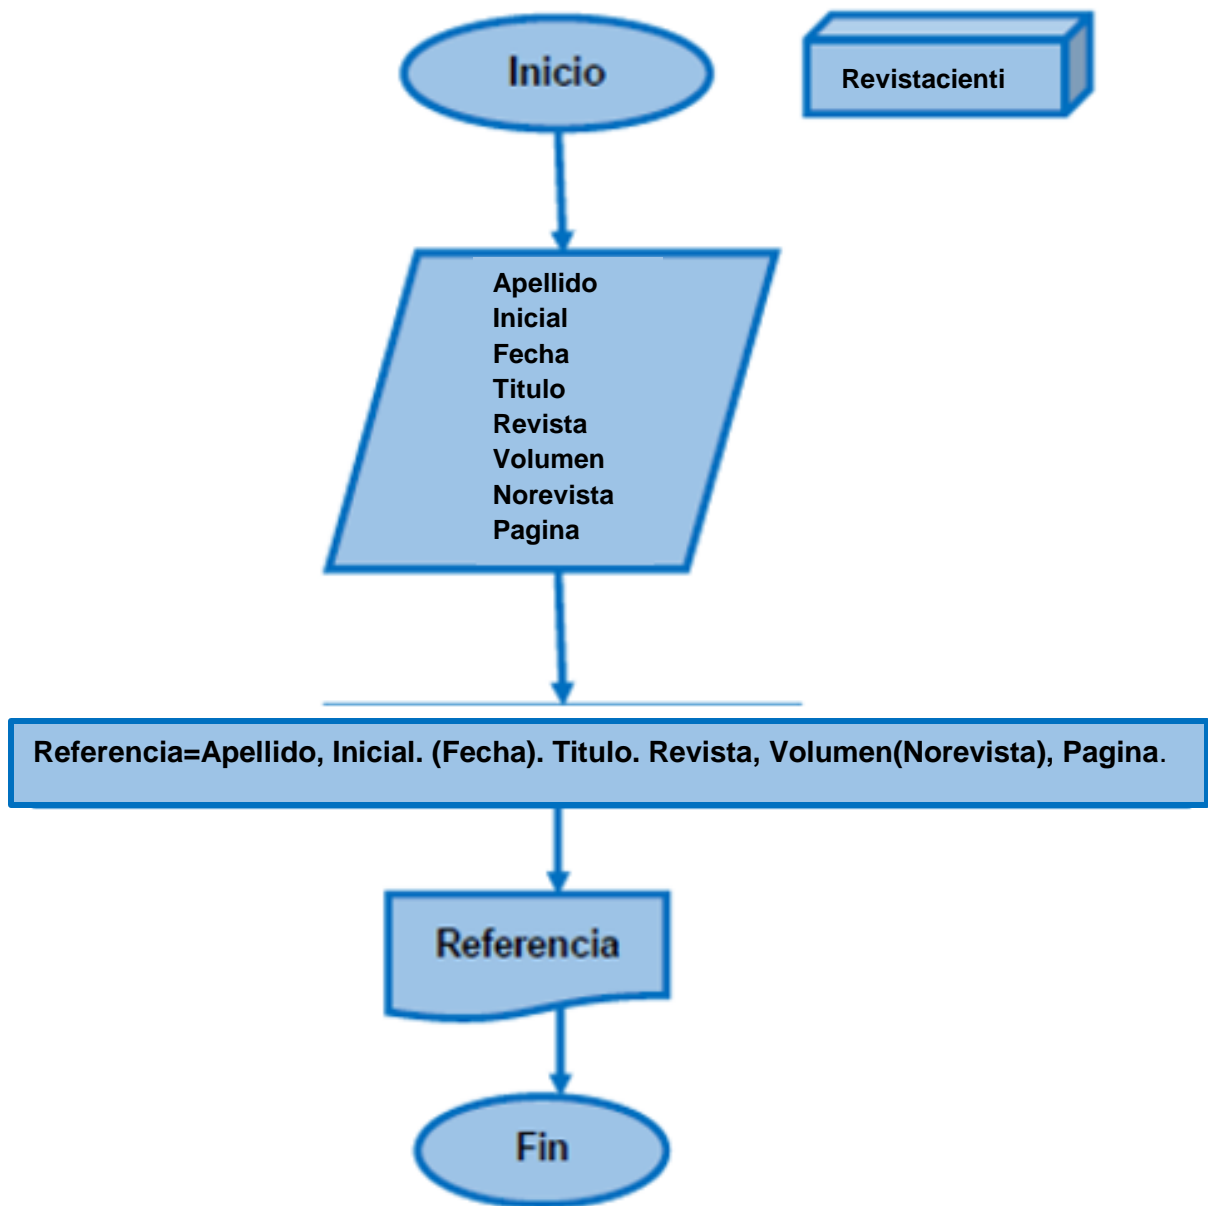 Inicio
Revistacienti
Apellido
Inicial
Fecha
Titulo
Revista
Volumen
Norevista
Pagina
Referencia=Apellido, Inicial. (Fecha). Titulo. Revista, Volumen(Norevista), Pagina.
Referencia
Fin